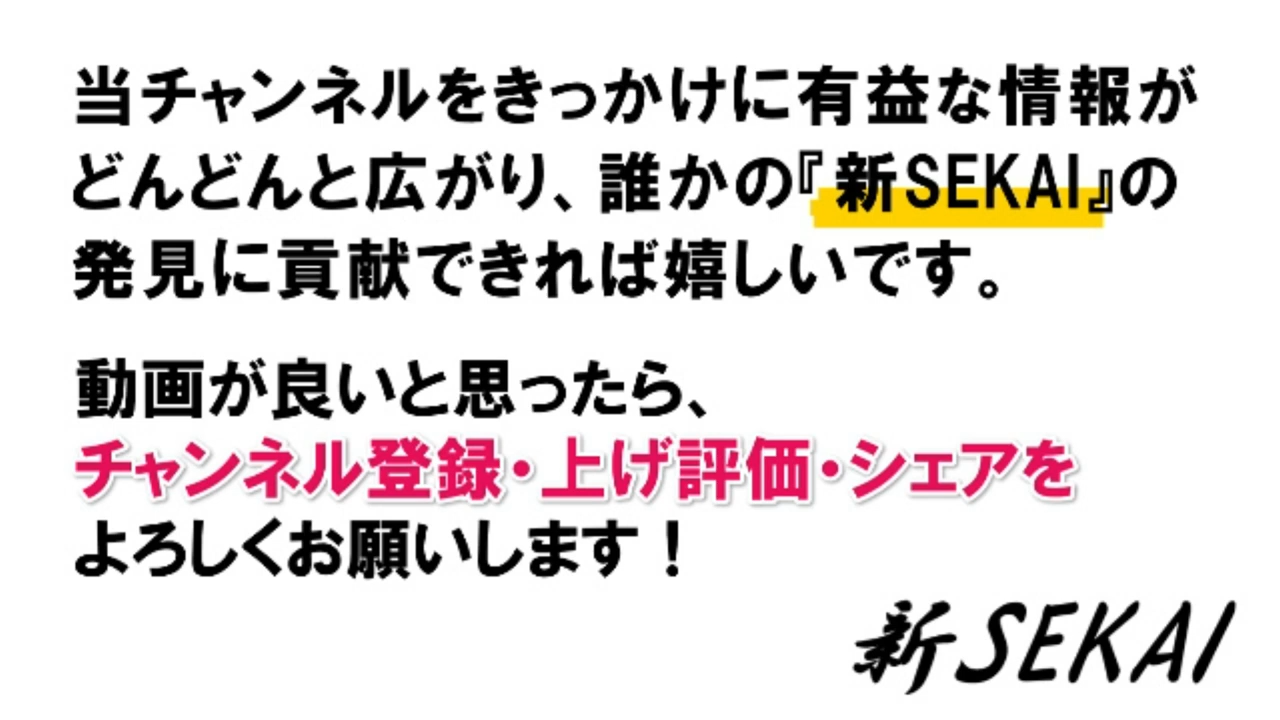 当チャンネルをきっかけに有益な情報が
どんどんと広がり、誰かの『新SEKAI』の
発見に貢献できれば嬉しいです。
動画が良いと思ったら、
チャンネル登録・上げ評価・シェアを
よろしくお願いします！
新SEKAI